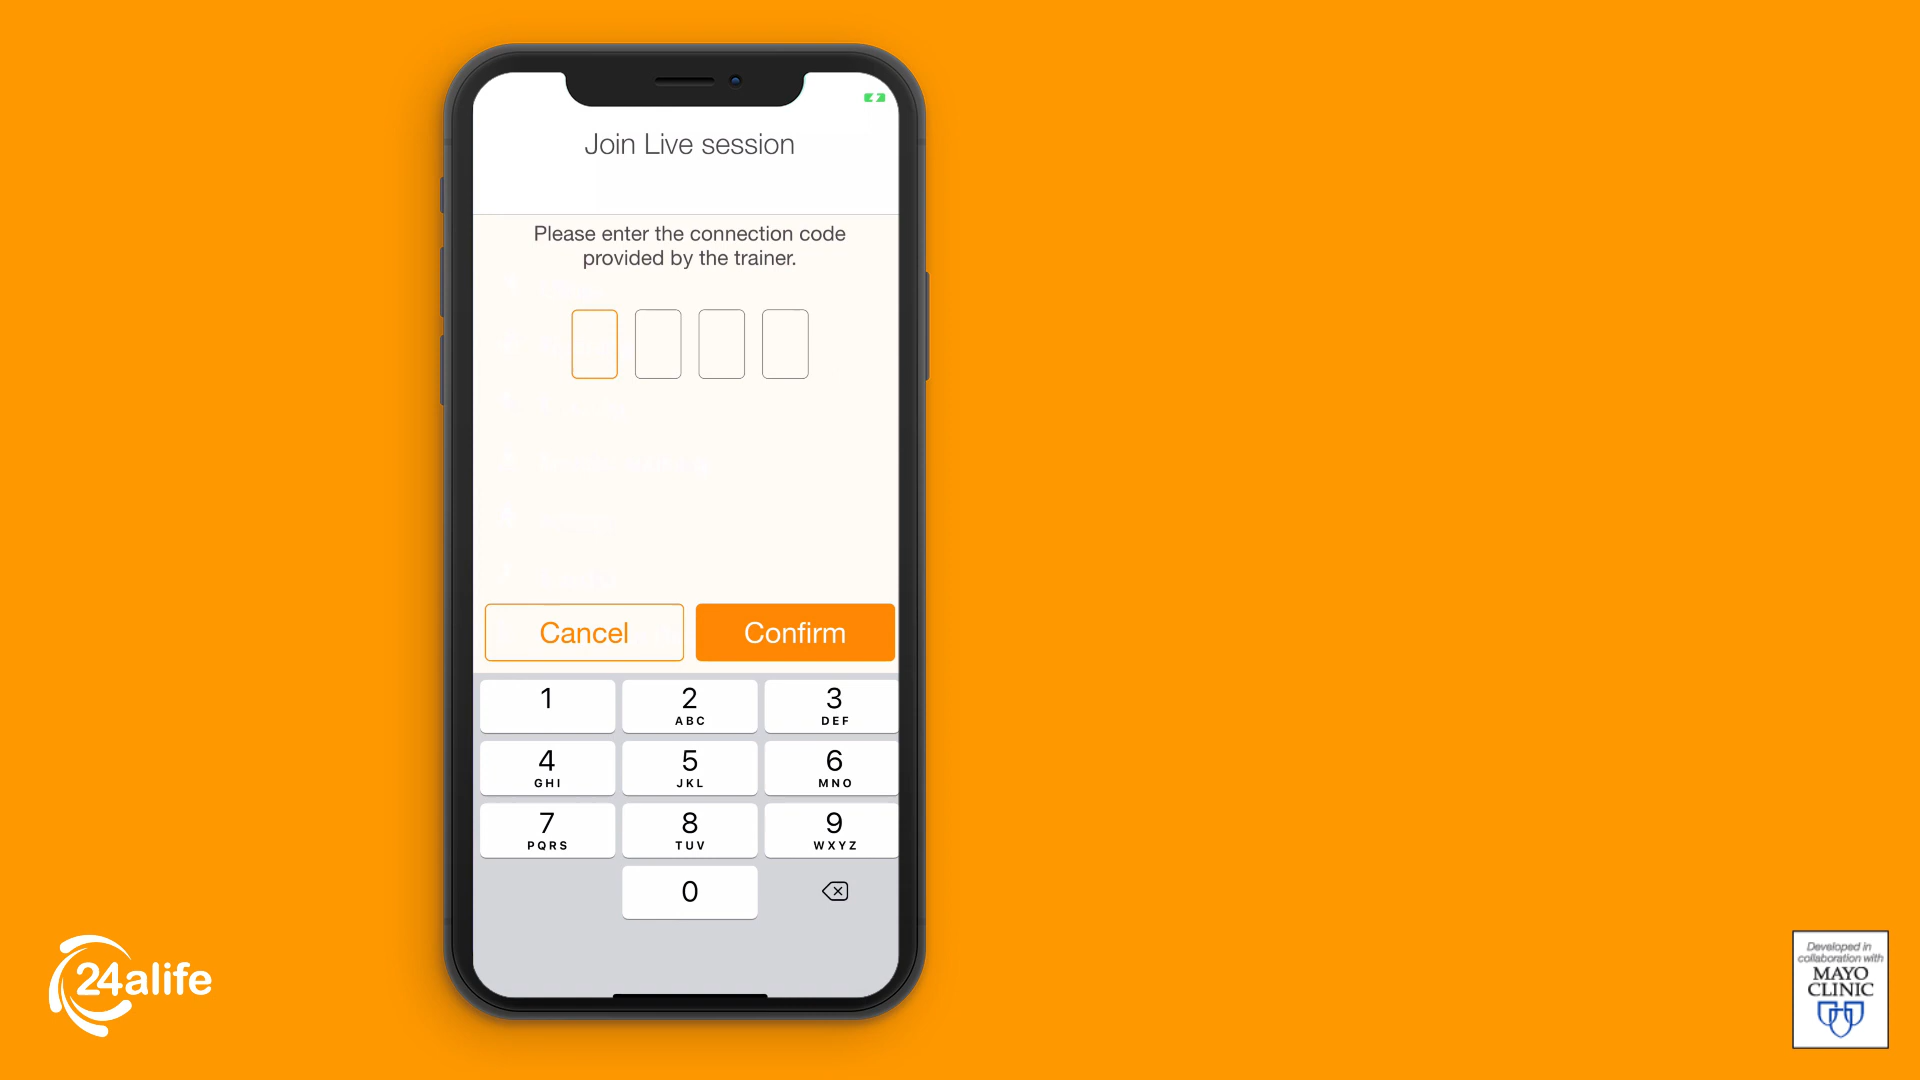 Join Live session
Please enter the connection code
provided by the trainer.
Cancel
Confirm
1
2
ABC
3
DEF
4
GHI
5
JKL
6
MNO
7
PQRS
8
TUV
9
WXYZ
0
24alife
Developed in
collaboration with
MAYO
CLINIC